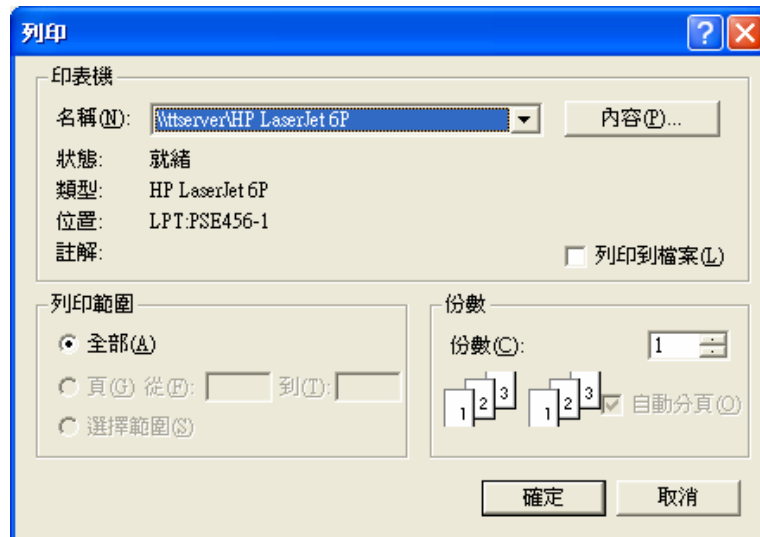 列印
印表機
名稱(N): \\ttserver\HP LaserJet 6P 內容(P)...
狀態: 就緒
類型: HP LaserJet 6P
位置: LPT:PSE456-1
註解: 列印到檔案(L)
列印範圍
全部(A)
頁(G) 從(F): 到(T):
選擇範圍(S)
份數
份數(C): 1
1 2 3 1 2 3 自動分頁(O)
確定 取消